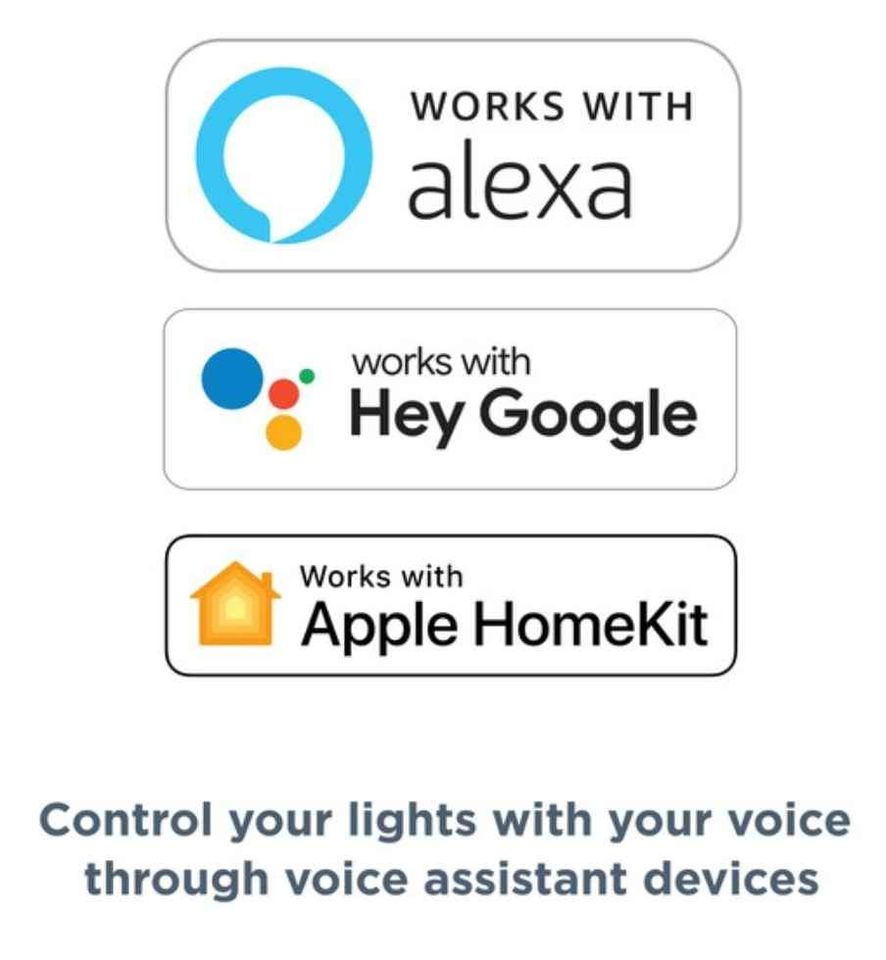 WORKS WITH
alexa
works with
Hey Google
Works with
Apple HomeKit
Control your lights with your voice
through voice assistant devices